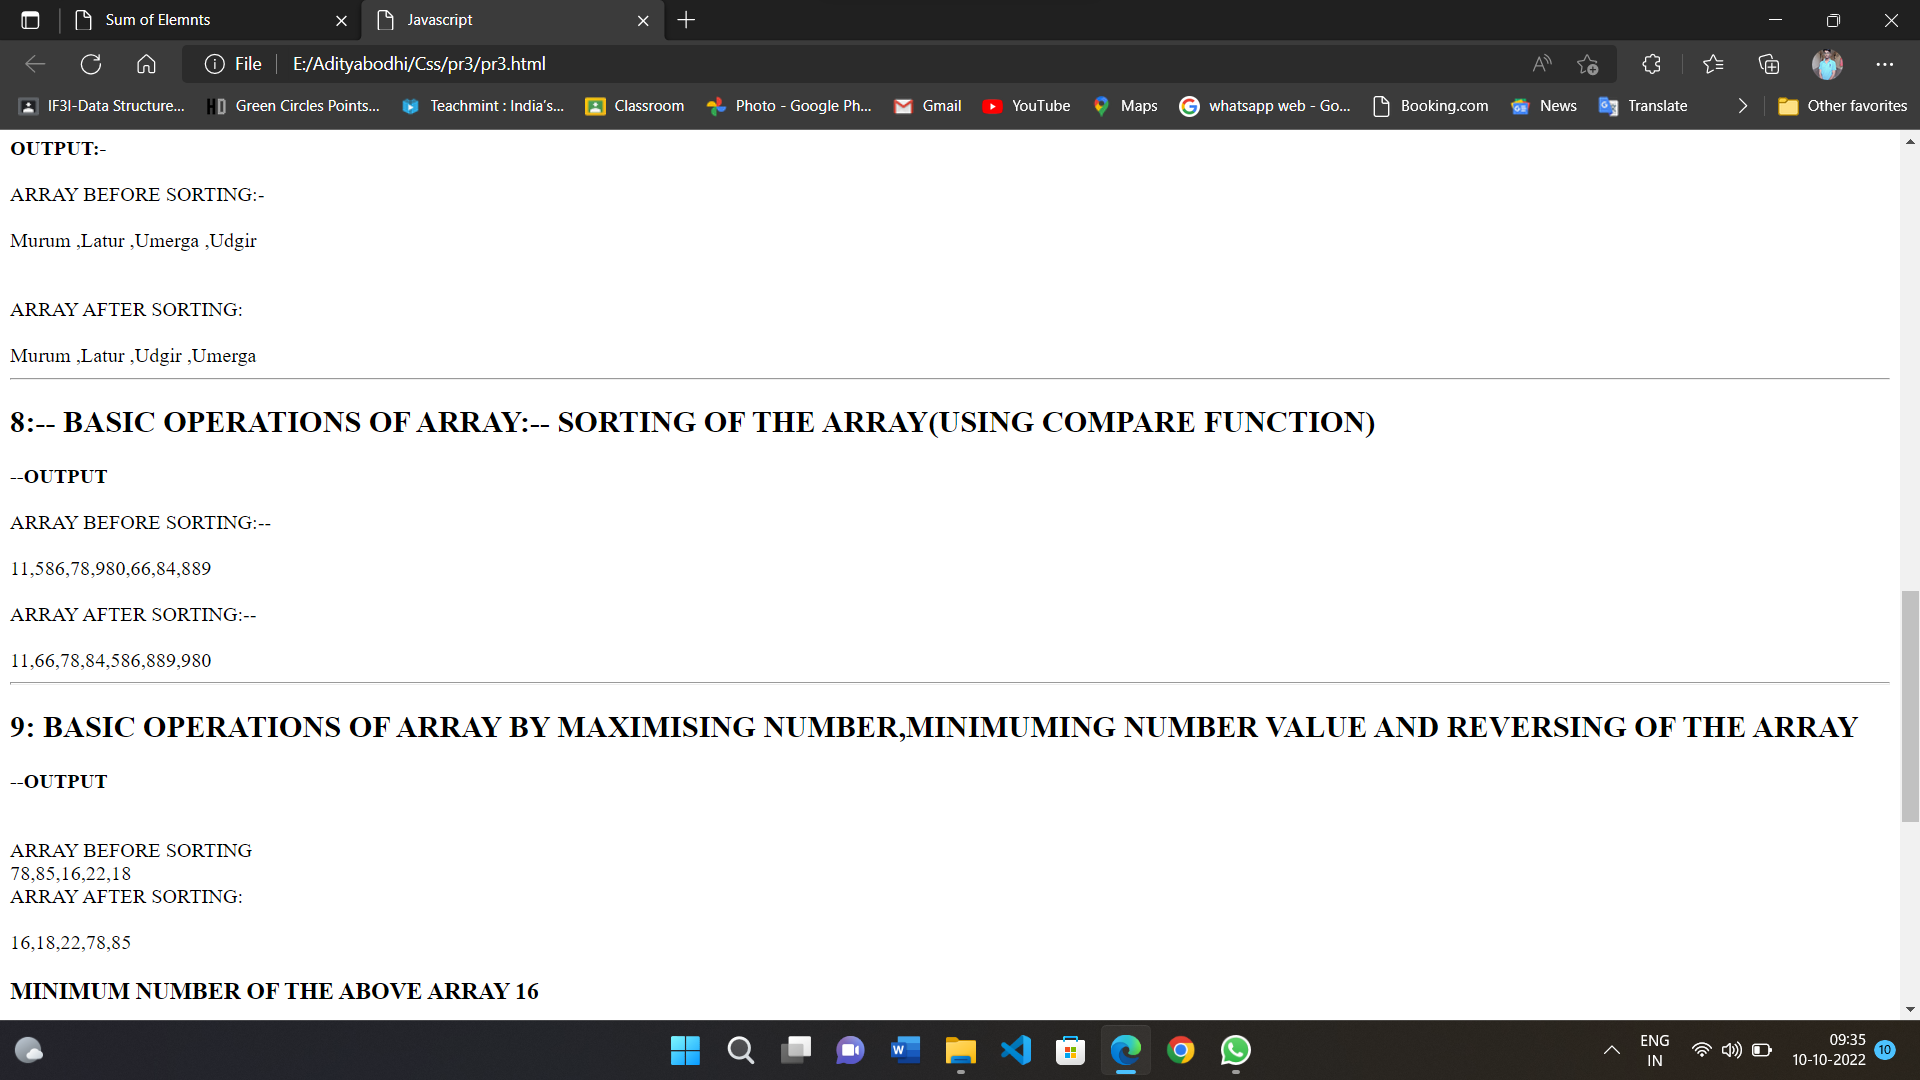 Sum of Elemnts
Javascript
File
E:/Adityabodhi/Css/pr3/pr3.html
IF3I-Data Structure...
Green Circles Points...
Teachmint : India's...
Classroom
Photo - Google Ph...
Gmail
YouTube
Maps
whatsapp web - Go...
Booking.com
News
Translate
Other favorites
OUTPUT:-
ARRAY BEFORE SORTING:-
Murum ,Latur ,Umerga ,Udgir
ARRAY AFTER SORTING:
Murum ,Latur ,Udgir ,Umerga
8:-- BASIC OPERATIONS OF ARRAY:-- SORTING OF THE ARRAY(USING COMPARE FUNCTION)
--OUTPUT
ARRAY BEFORE SORTING:--
11,586,78,980,66,84,889
ARRAY AFTER SORTING:--
11,66,78,84,586,889,980
9: BASIC OPERATIONS OF ARRAY BY MAXIMISING NUMBER,MINIMUMING NUMBER VALUE AND REVERSING OF THE ARRAY
--OUTPUT
ARRAY BEFORE SORTING
78,85,16,22,18
ARRAY AFTER SORTING:
16,18,22,78,85
MINIMUM NUMBER OF THE ABOVE ARRAY 16
ENG
IN
09:35
10-10-2022
10